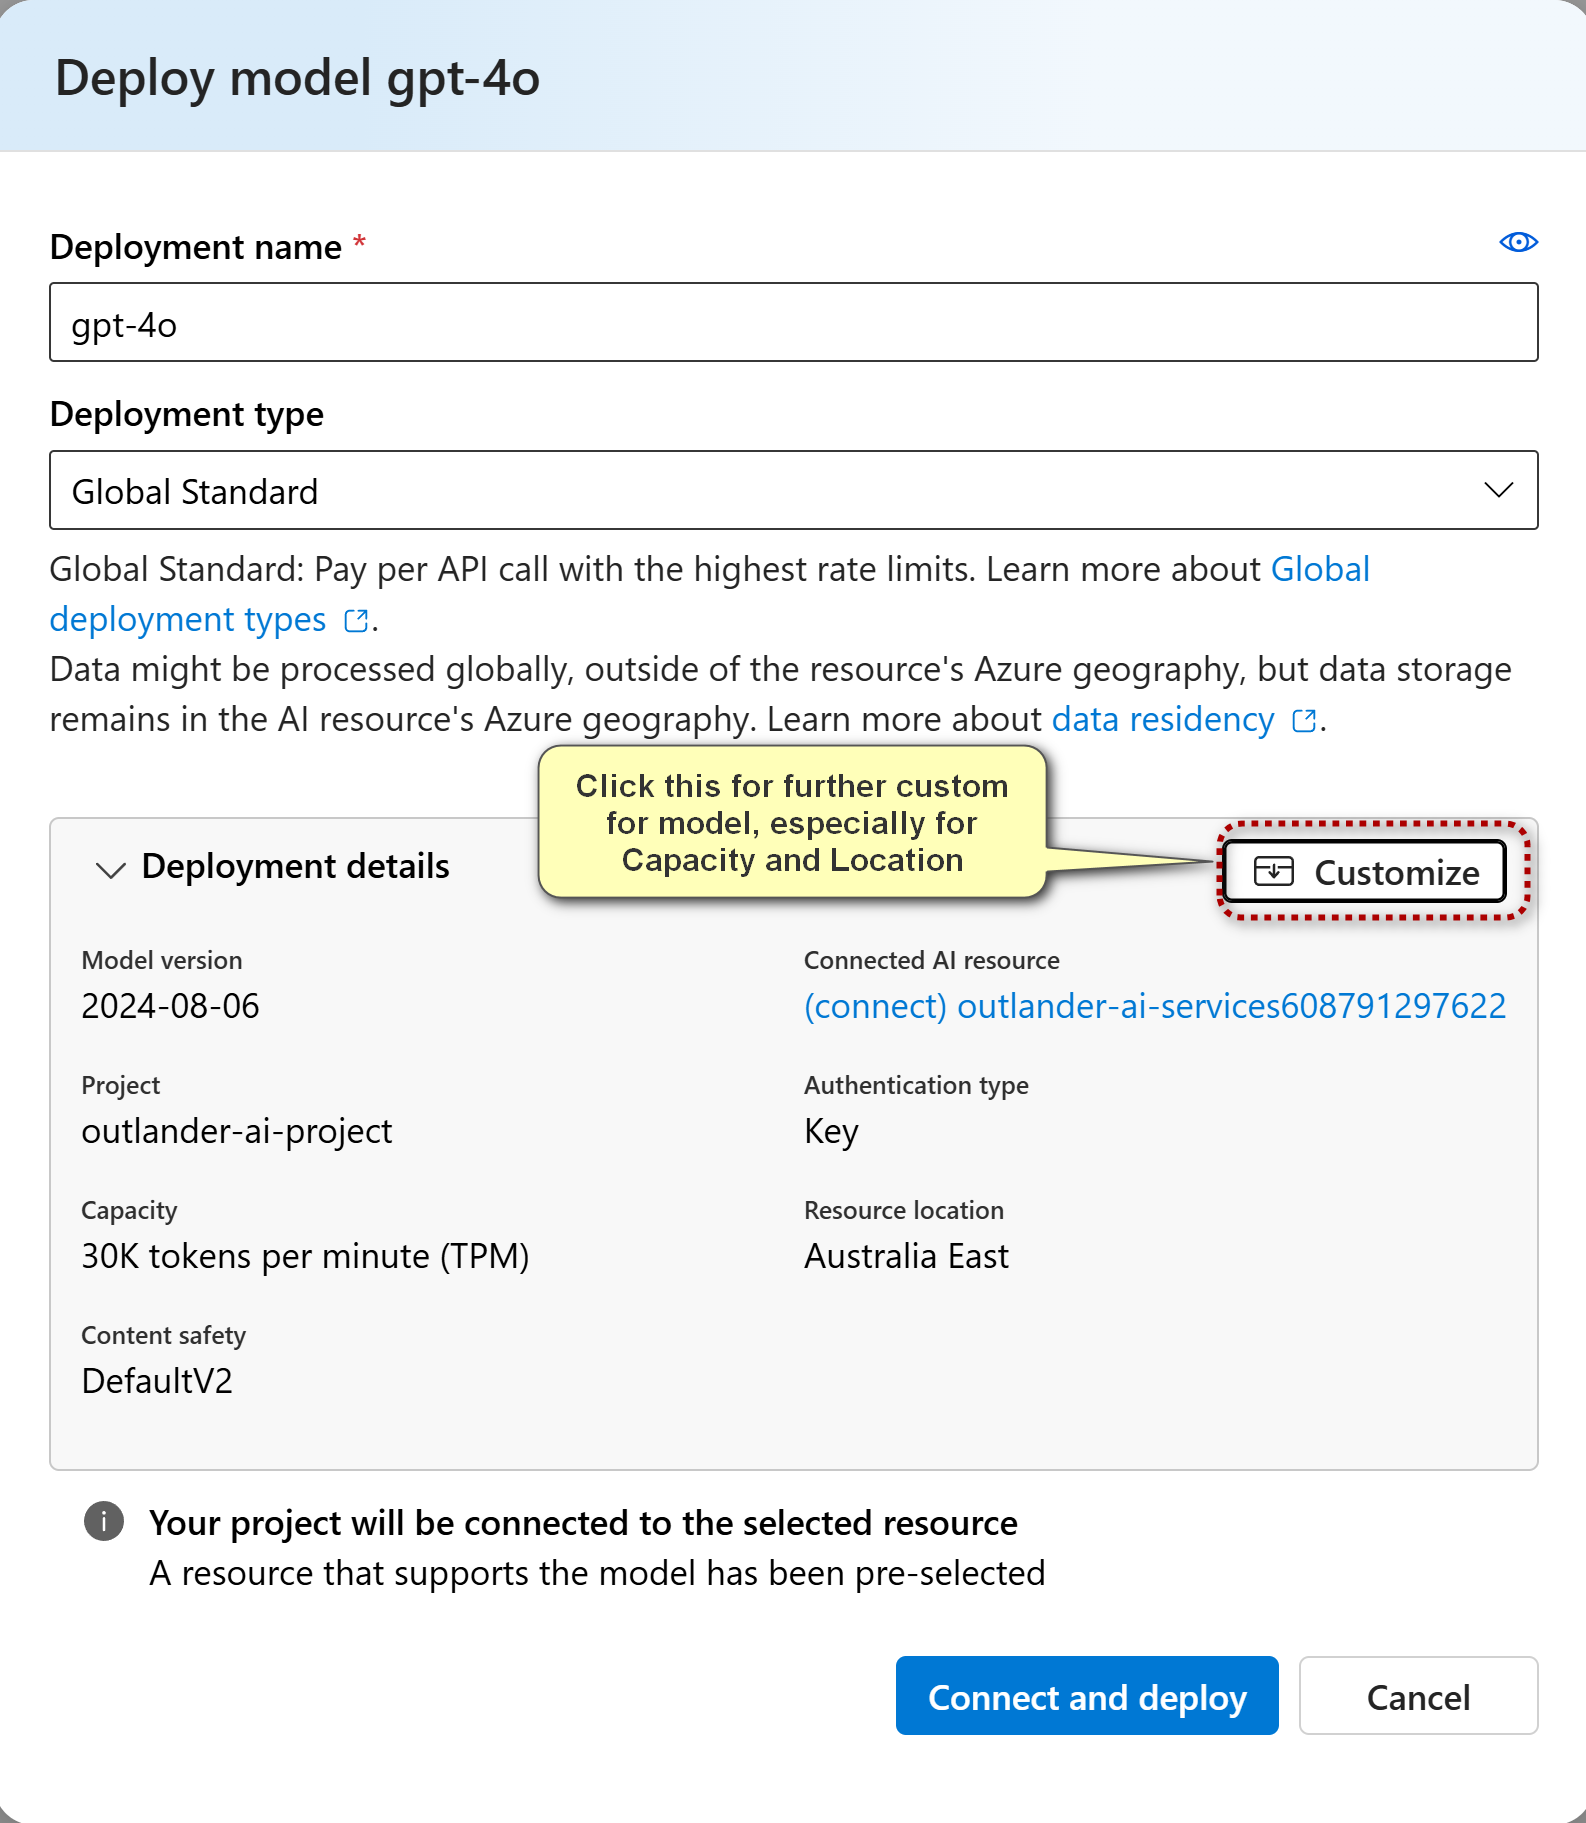 Deploy model gpt-4o
Deployment name *
gpt-4o
Deployment type
Global Standard
Global Standard: Pay per API call with the highest rate limits. Learn more about Global
deployment types .
Data might be processed globally, outside of the resource's Azure geography, but data storage
remains in the AI resource's Azure geography. Learn more about data residency .
Click this for further custom
for model, especially for
Capacity and Location
Deployment details
Customize
Model version
2024-08-06
Connected AI resource
(connect) outlander-ai-services608791297622
Project
outlander-ai-project
Authentication type
Key
Capacity
30K tokens per minute (TPM)
Resource location
Australia East
Content safety
DefaultV2
Your project will be connected to the selected resource
A resource that supports the model has been pre-selected
Connect and deploy
Cancel